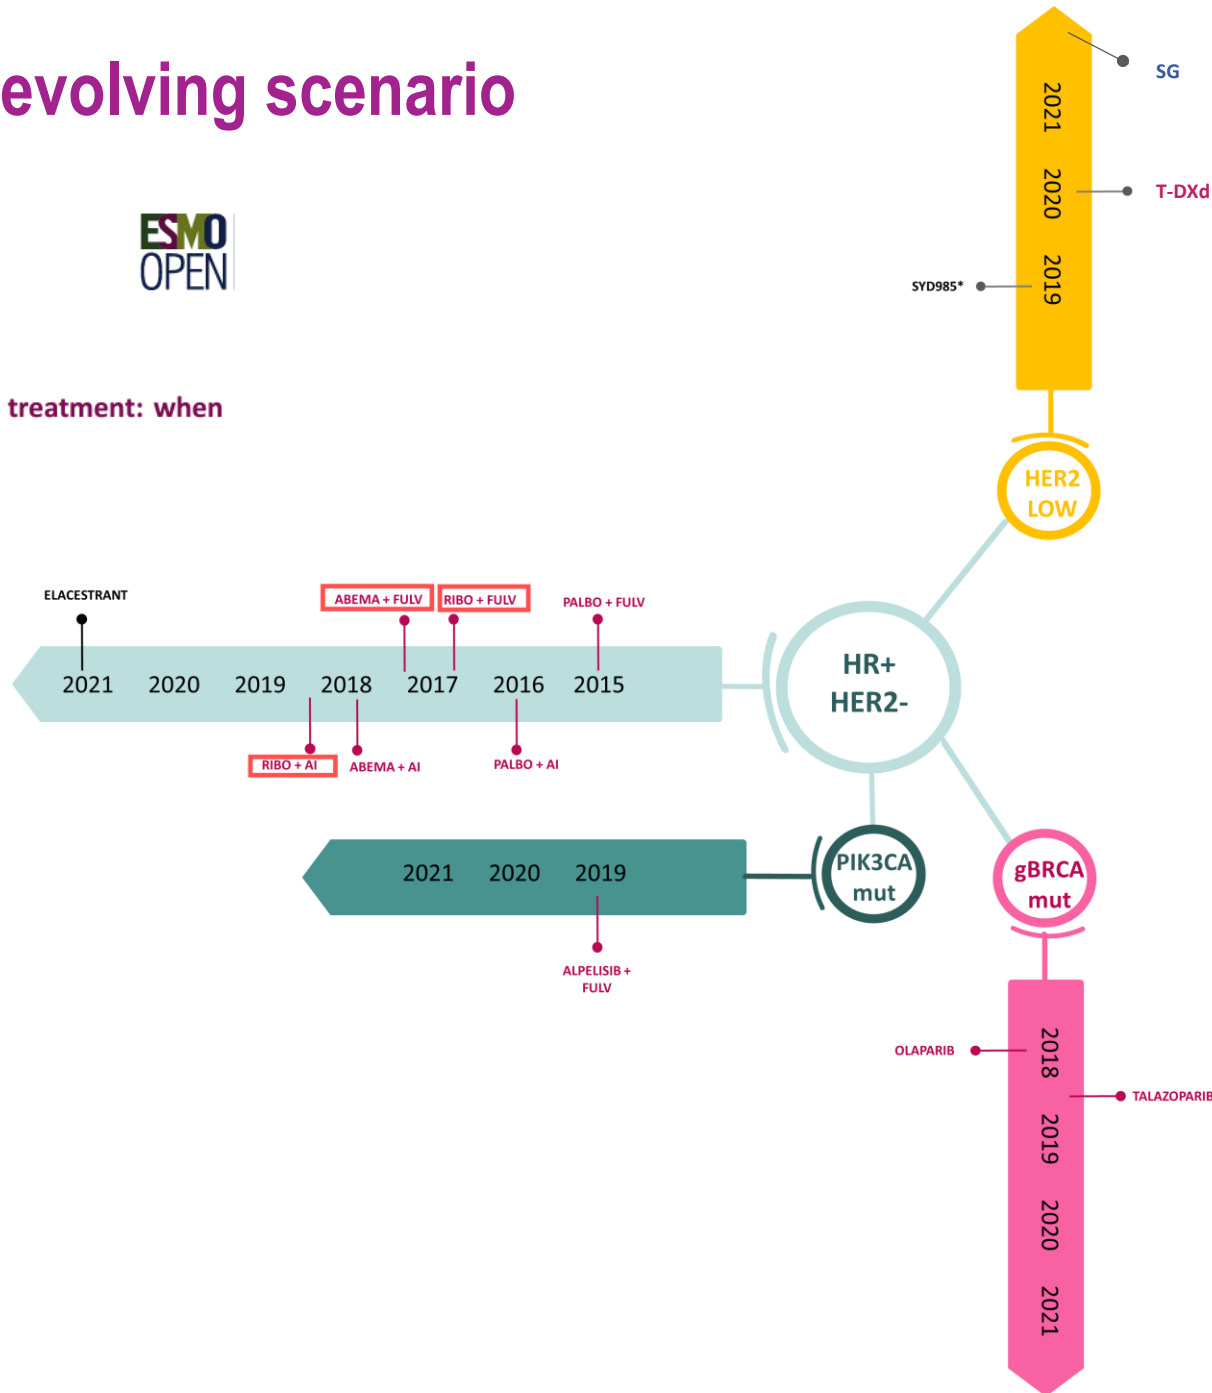 evolving scenario
ESMO
OPEN
treatment: when
SG
2021
2020
T-DXd
2019
SYD985*
HER2
LOW
ELACESTRANT
ABEMA + FULV
RIBO + FULV
PALBO + FULV
2021
2020
2019
2018
2017
2016
2015
RIBO + AI
ABEMA + AI
PALBO + AI
HR+
HER2-
2021
2020
2019
PIK3CA
mut
ALPELISIB +
FULV
gBRCA
mut
OLAPARIB
2018
TALAZOPARIB
2019
2020
2021